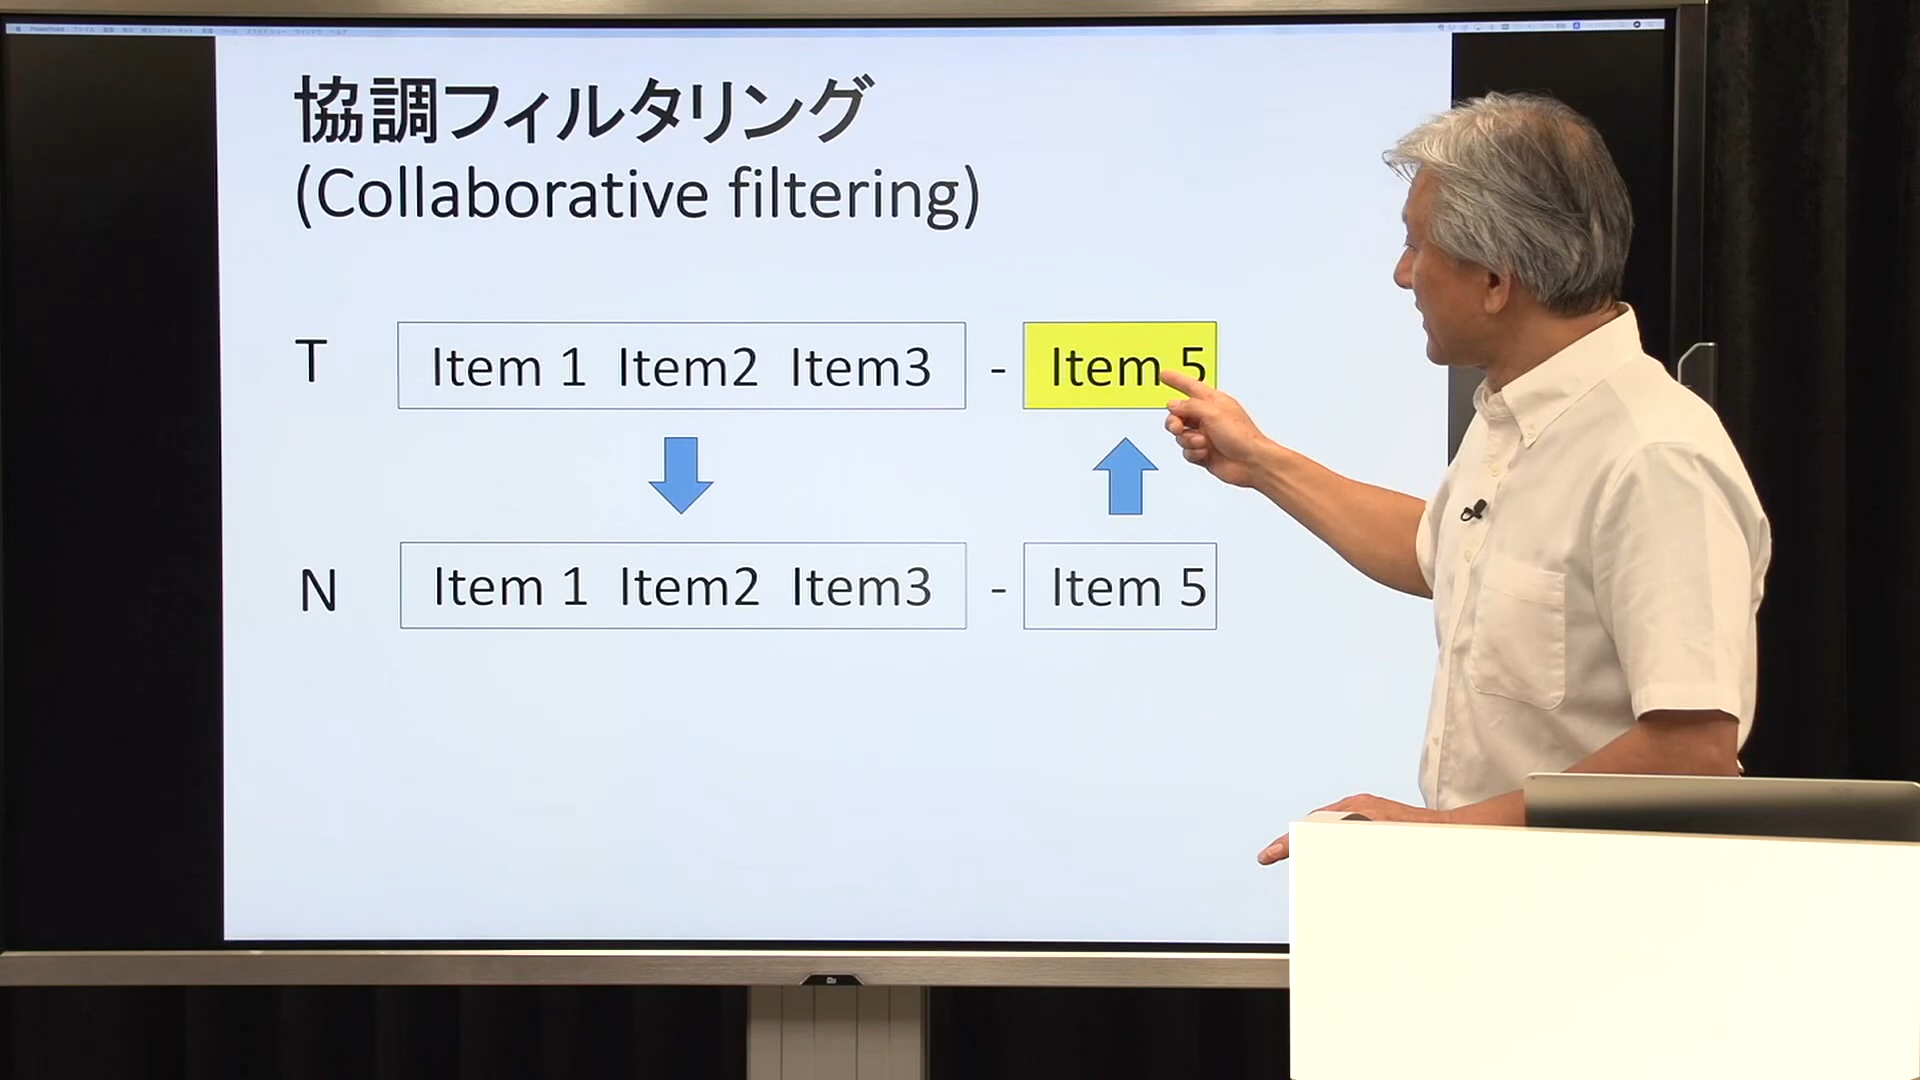 協調フィルタリング
(Collaborative filtering)
T Item 1 Item2 Item3 - Item 5
N Item 1 Item2 Item3 - Item 5